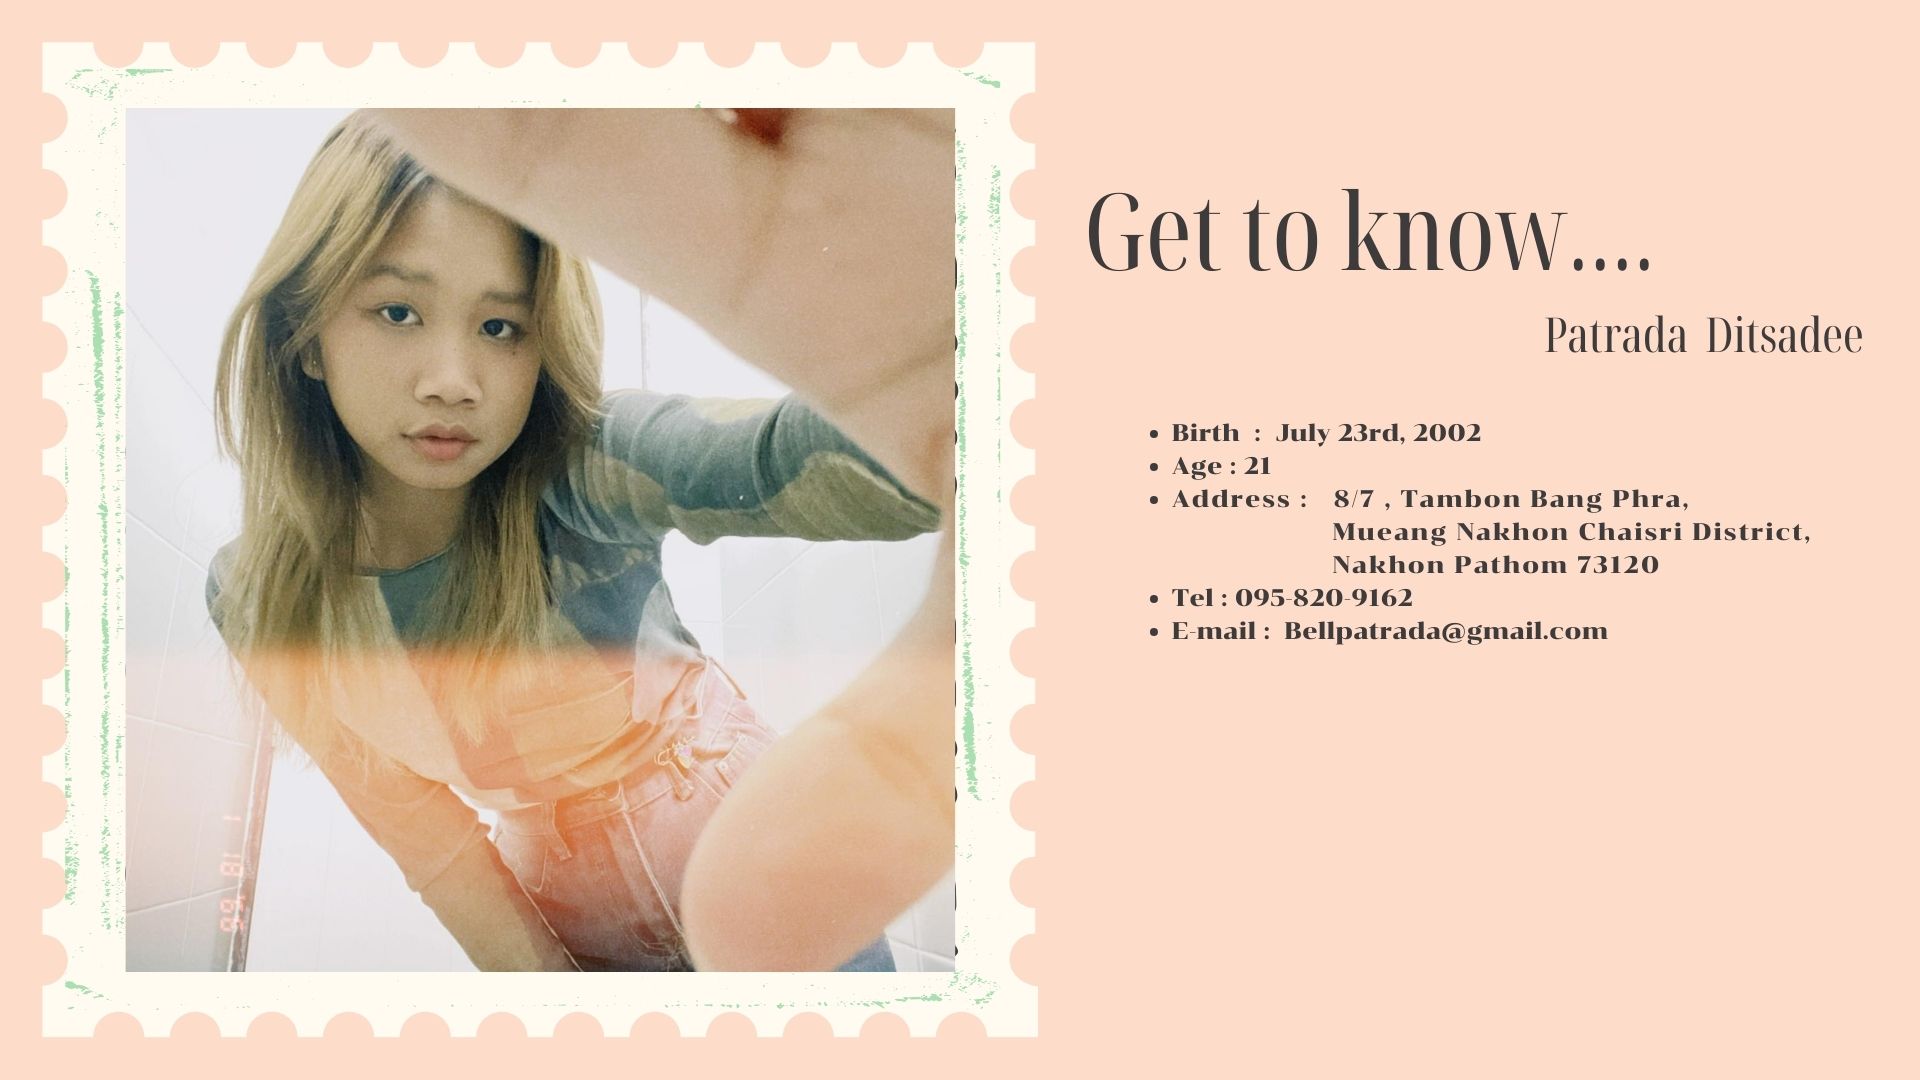 Get to know....
Patrada Ditsadee
• Birth : July 23rd, 2002
• Age : 21
• Address : 8/7 , Tambon Bang Phra,
Mueang Nakhon Chaisri District,
Nakhon Pathom 73120
• Tel : 095-820-9162
• E-mail : Bellpatrada@gmail.com